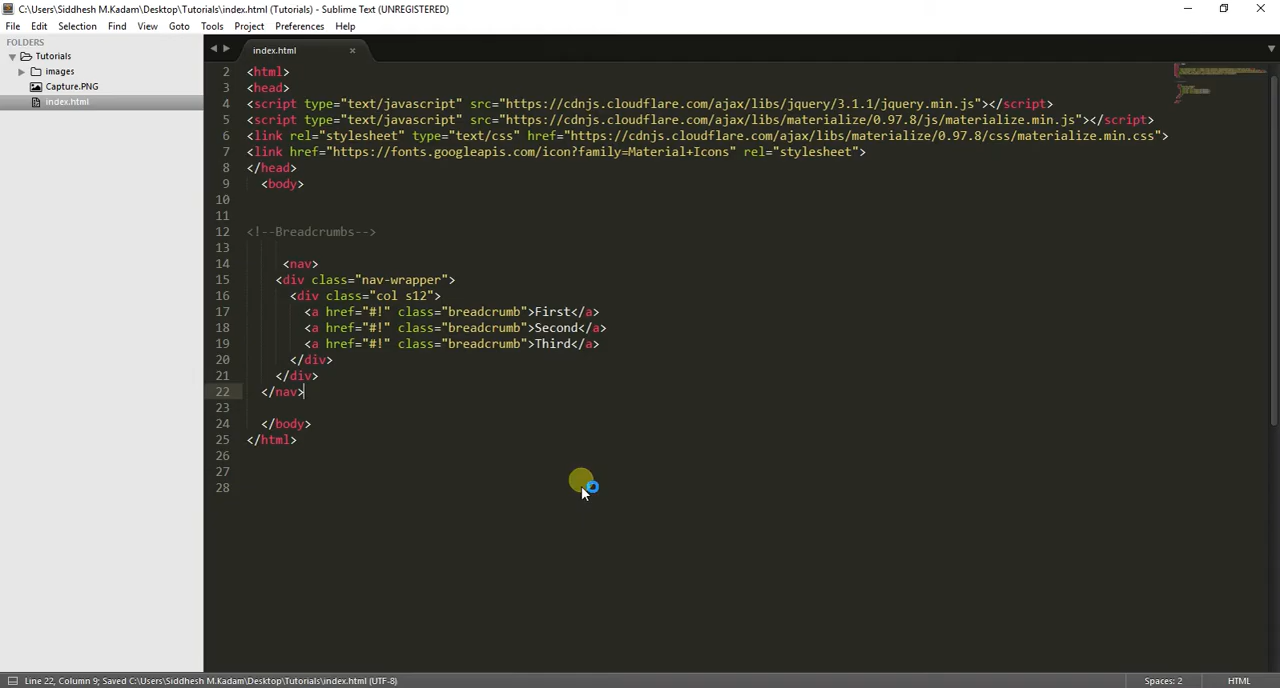 C:\Users\Siddhesh M.Kadam\Desktop\Tutorials\index.html (Tutorials) - Sublime Text (UNREGISTERED)
File Edit Selection Find View Goto Tools Project Preferences Help
FOLDERS
Tutorials
images
Capture.PNG
index.html
index.html
2 <html>
3 <head>
4 <script type="text/javascript" src="https://cdnjs.cloudflare.com/ajax/libs/jquery/3.1.1/jquery.min.js"></script>
5 <script type="text/javascript" src="https://cdnjs.cloudflare.com/ajax/libs/materialize/0.97.8/js/materialize.min.js"></script>
6 <link rel="stylesheet" type="text/css" href="https://cdnjs.cloudflare.com/ajax/libs/materialize/0.97.8/css/materialize.min.css">
7 <link href="https://fonts.googleapis.com/icon?family=Material+Icons" rel="stylesheet">
8 </head>
9 <body>
10
11
12 <!--Breadcrumbs-->
13
14 <nav>
15 <div class="nav-wrapper">
16 <div class="col s12">
17 <a href="#!" class="breadcrumb">First</a>
18 <a href="#!" class="breadcrumb">Second</a>
19 <a href="#!" class="breadcrumb">Third</a>
20 </div>
21 </div>
22 </nav>
23
24 </body>
25 </html>
26
27
28
Line 22, Column 9; Saved C:\Users\Siddhesh M.Kadam\Desktop\Tutorials\index.html (UTF-8) Spaces: 2 HTML